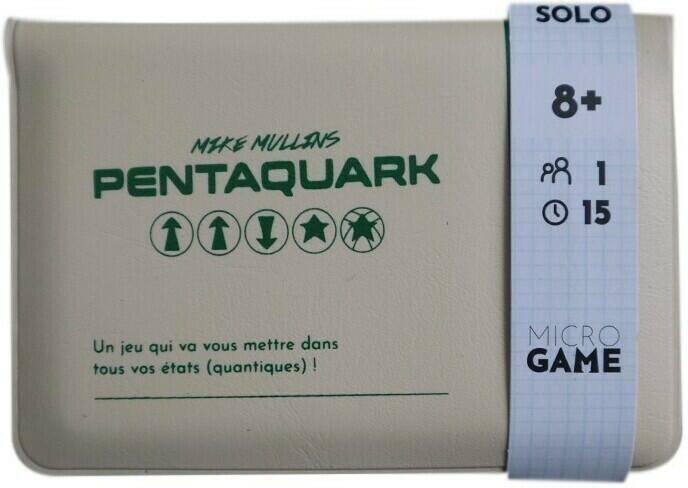 MIKE MULLINS
PENTAQUARK
Un jeu qui va vous mettre dans
tous vos états (quantiques) !
SOLO
8+
1
15
MICRO
GAME